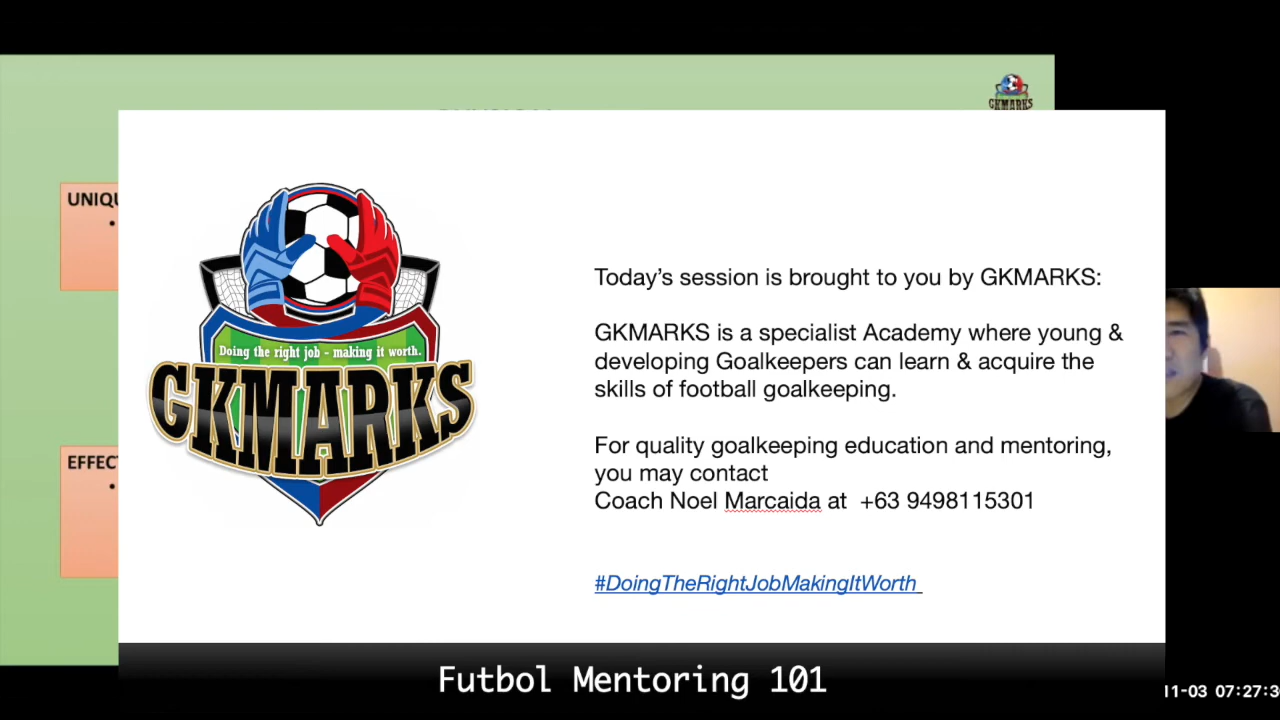 GKMARKS
UNIQU
EFFECT
Doing the right job - making it worth.
GKMARKS
Today's session is brought to you by GKMARKS:
GKMARKS is a specialist Academy where young &
developing Goalkeepers can learn & acquire the
skills of football goalkeeping.
For quality goalkeeping education and mentoring,
you may contact
Coach Noel Marcaida at +63 9498115301
#DoingTheRightJobMakingItWorth
Futbol Mentoring 101
11-03 07:27:3